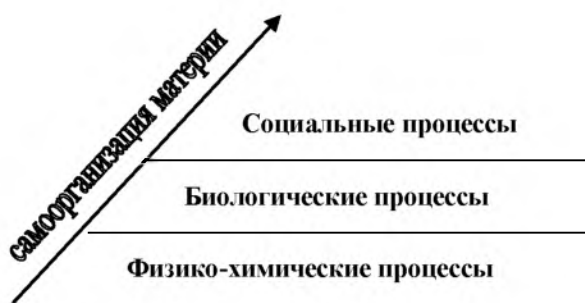 самоорганизация материи
Социальные процессы
Биологические процессы
Физико-химические процессы